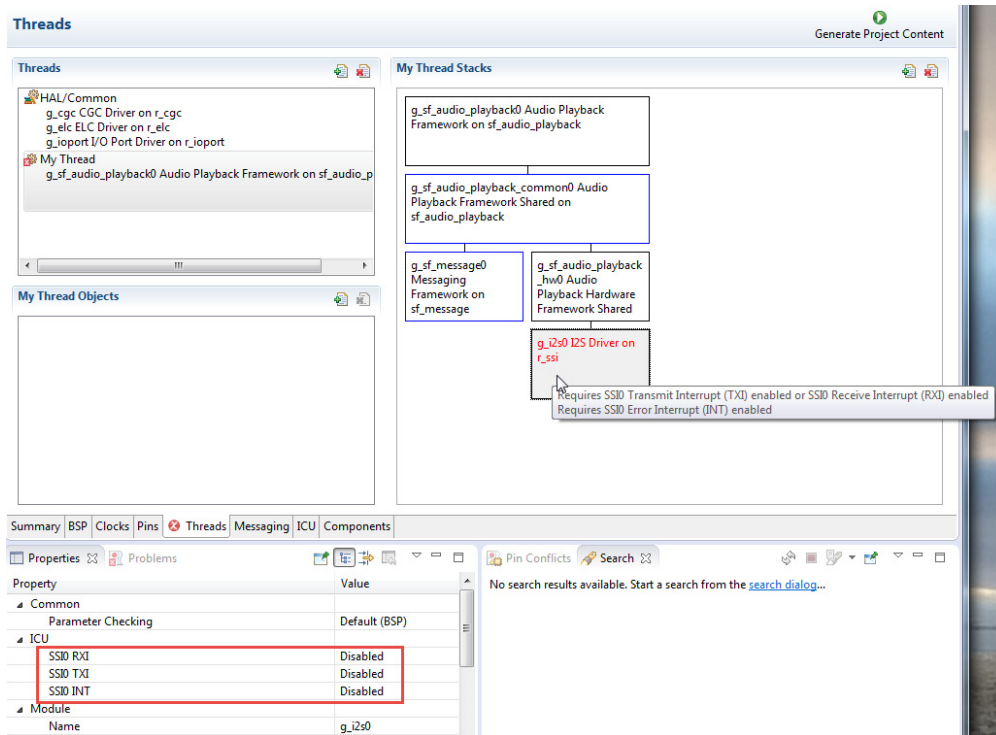 Threads
Generate Project Content
Threads
HAL/Common
g_cgc CGC Driver on r_cgc
g_elc ELC Driver on r_elc
g_ioport I/O Port Driver on r_ioport
My Thread
g_sf_audio_playback0 Audio Playback Framework on sf_audio_p
My Thread Objects
My Thread Stacks
g_sf_audio_playback0 Audio Playback
Framework on sf_audio_playback
g_sf_audio_playback_common0 Audio
Playback Framework Shared on
sf_audio_playback
g_sf_message0
Messaging
Framework on
sf_message
g_sf_audio_playback
_hw0 Audio
Playback Hardware
Framework Shared
g_i2s0 I2S Driver on
r_ssi
Requires SSI0 Transmit Interrupt (TXI) enabled or SSI0 Receive Interrupt (RXI) enabled
Requires SSI0 Error Interrupt (INT) enabled
Summary BSP Clocks Pins Threads Messaging ICU Components
Properties Problems
Property Value
Common
Parameter Checking Default (BSP)
ICU
SSI0 RXI Disabled
SSI0 TXI Disabled
SSI0 INT Disabled
Module
Name g_i2s0
Pin Conflicts Search
No search results available. Start a search from the search dialog...